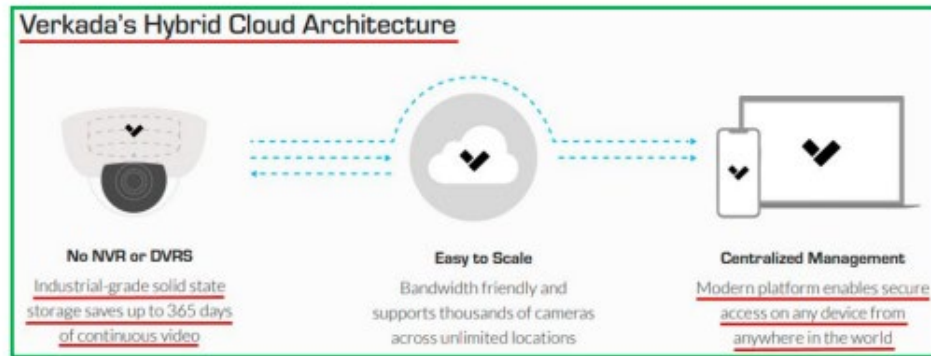 Verkada's Hybrid Cloud Architecture
No NVR or DVRS
Industrial-grade solid state
storage saves up to 365 days
of continuous video
Easy to Scale
Bandwidth friendly and
supports thousands of cameras
across unlimited locations
Centralized Management
Modern platform enables secure
access on any device from
anywhere in the world